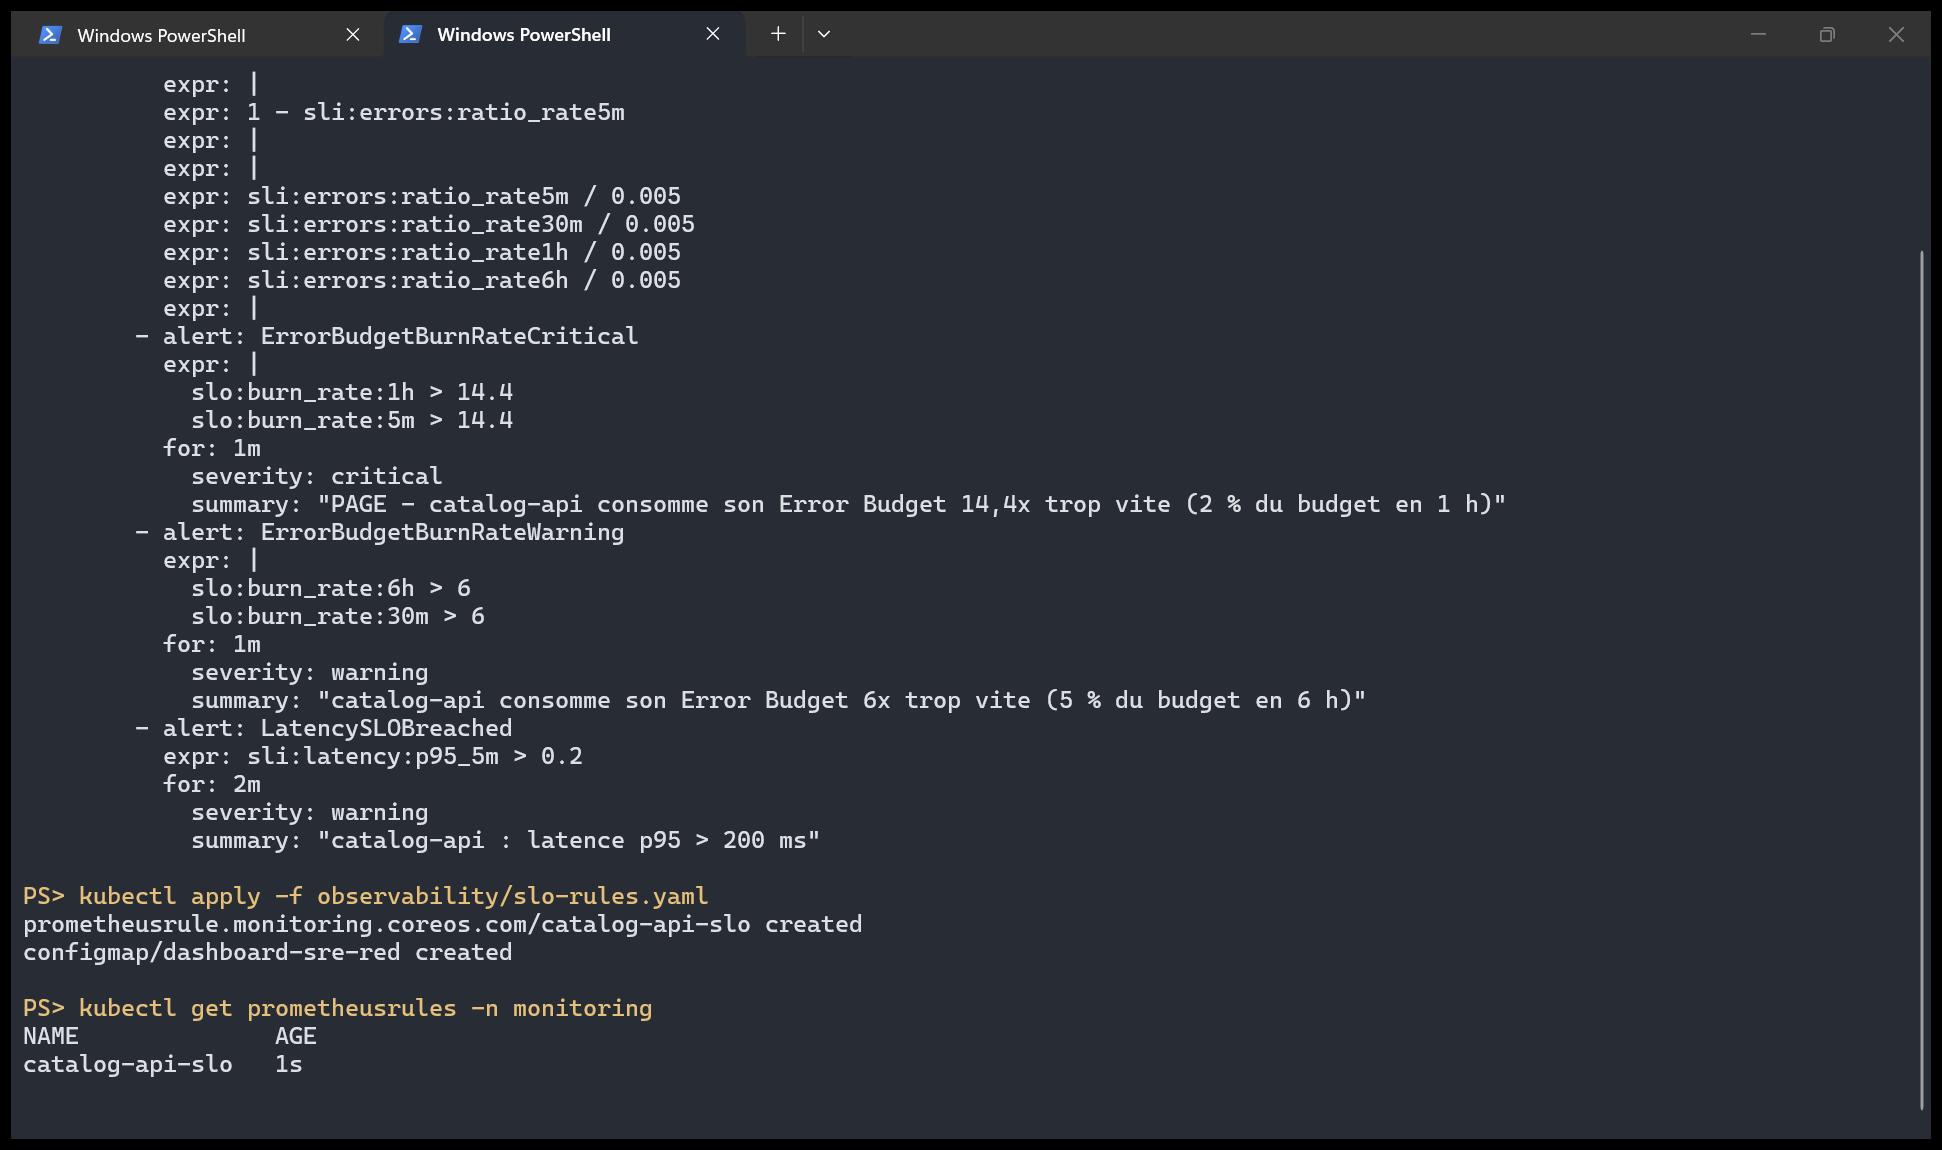 Windows PowerShell
Windows PowerShell
expr: |
expr: 1 - sli:errors:ratio_rate5m
expr: |
expr: |
expr: sli:errors:ratio_rate5m / 0.005
expr: sli:errors:ratio_rate30m / 0.005
expr: sli:errors:ratio_rate1h / 0.005
expr: sli:errors:ratio_rate6h / 0.005
expr: |
- alert: ErrorBudgetBurnRateCritical
expr: |
slo:burn_rate:1h > 14.4
slo:burn_rate:5m > 14.4
for: 1m
severity: critical
summary: "PAGE - catalog-api consomme son Error Budget 14,4x trop vite (2 % du budget en 1 h)"
- alert: ErrorBudgetBurnRateWarning
expr: |
slo:burn_rate:6h > 6
slo:burn_rate:30m > 6
for: 1m
severity: warning
summary: "catalog-api consomme son Error Budget 6x trop vite (5 % du budget en 6 h)"
- alert: LatencySLOBreached
expr: sli:latency:p95_5m > 0.2
for: 2m
severity: warning
summary: "catalog-api : latence p95 > 200 ms"
PS> kubectl apply -f observability/slo-rules.yaml
prometheusrule.monitoring.coreos.com/catalog-api-slo created
configmap/dashboard-sre-red created
PS> kubectl get prometheusrules -n monitoring
NAME AGE
catalog-api-slo 1s